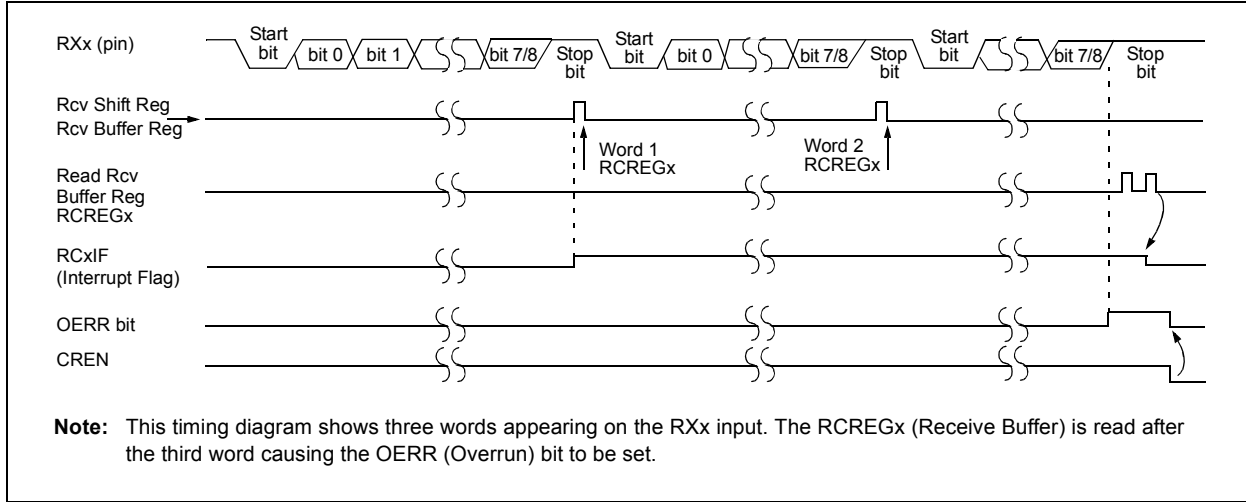 RXx (pin)
Start bit
bit 0
bit 1
bit 7/8
Stop bit
Start bit
bit 0
bit 7/8
Stop bit
Start bit
bit 7/8
Stop bit
Rcv Shift Reg
Rcv Buffer Reg
Word 1
RCREGx
Word 2
RCREGx
Read Rcv
Buffer Reg
RCREGx
RCxIF
(Interrupt Flag)
OERR bit
CREN
Note: This timing diagram shows three words appearing on the RXx input. The RCREGx (Receive Buffer) is read after
the third word causing the OERR (Overrun) bit to be set.